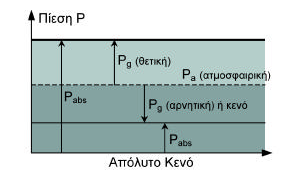 Πίεση P
Pg (θετική)
Pa (ατμοσφαιρική)
Pabs
Pg (αρνητική) ή κενό
Pabs
Απόλυτο Κενό